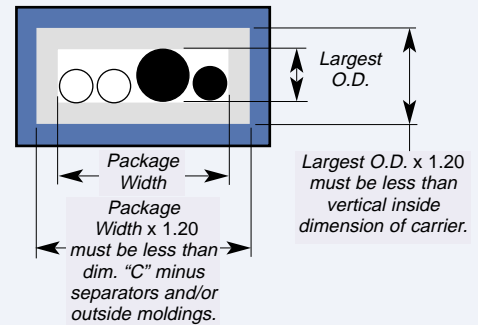 Largest
O.D.
Package
Width
Largest O.D. x 1.20
must be less than
vertical inside
dimension of carrier.
Package
Width x 1.20
must be less than
dim. “C” minus
separators and/or
outside moldings.